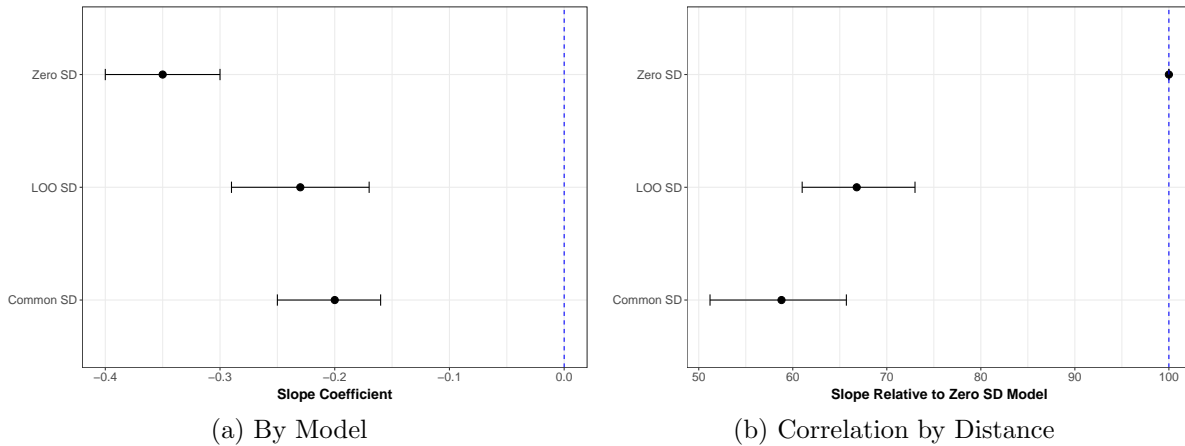 Zero SD
LOO SD
Common SD
−0.4 −0.3 −0.2 −0.1 0.0
Slope Coefficient
(a) By Model
Zero SD
LOO SD
Common SD
50 60 70 80 90 100
Slope Relative to Zero SD Model
(b) Correlation by Distance